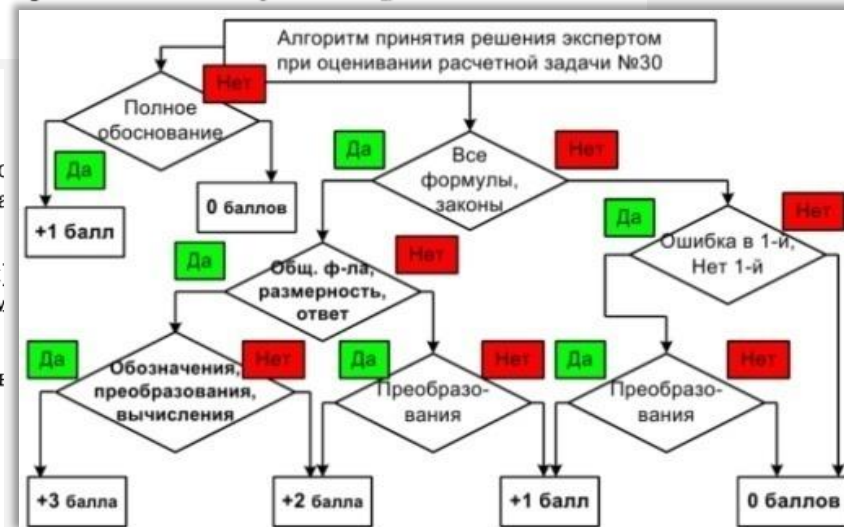 Алгоритм принятия решения экспертом
при оценивании расчетной задачи №30
Нет
Полное
обоснование
Да
+1 балл
0 баллов
Да
Все
формулы,
законы
Нет
Да
Общ. ф-ла,
размерность,
ответ
Нет
Да
Ошибка в 1-й,
Нет 1-й
Нет
Да
Обозначения,
преобразования,
вычисления
Нет
Да
Преобразо-
вания
Нет
Да
Преобразо-
вания
Нет
+3 балла
+2 балла
+1 балл
0 баллов